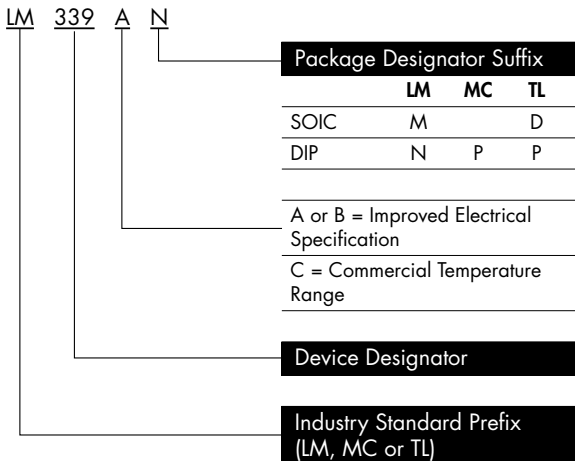 LM 339 A N
Package Designator Suffix
LM MC TL
SOIC M D
DIP N P P
A or B = Improved Electrical
Specification
C = Commercial Temperature
Range
Device Designator
Industry Standard Prefix
(LM, MC or TL)